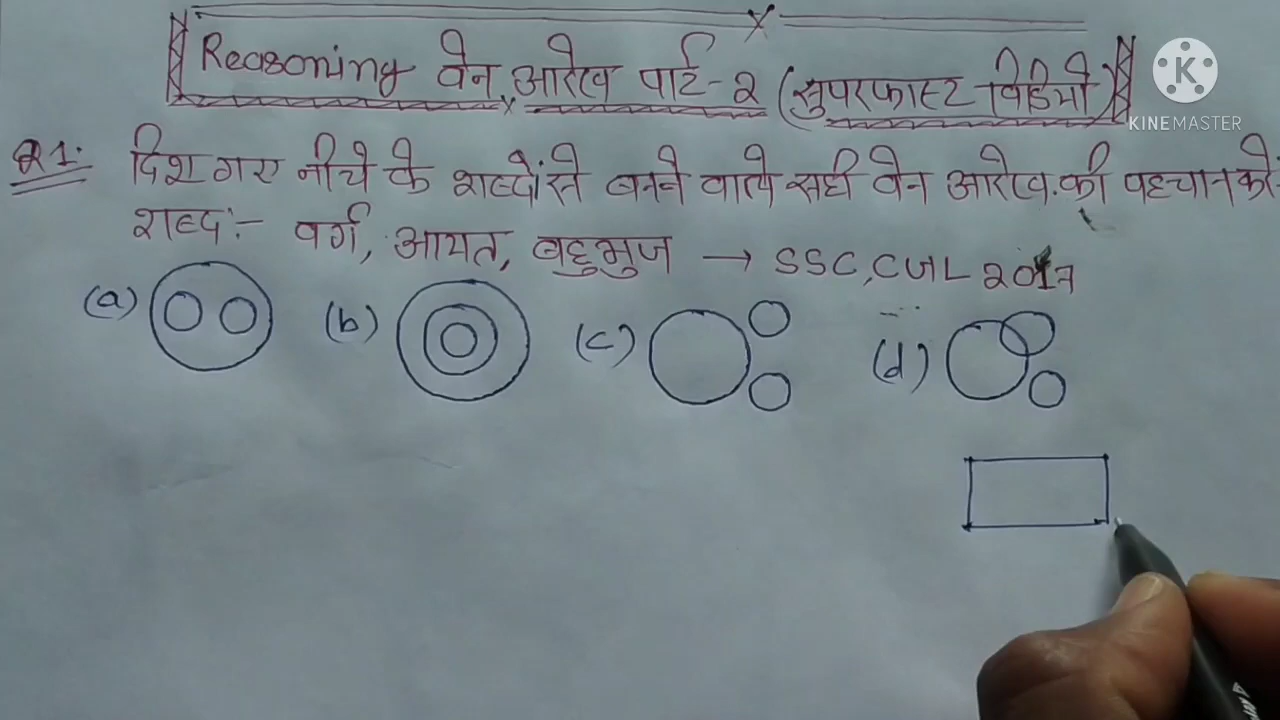 Reasoning वेन आरेख पार्ट-२ (सुपरफास्ट विडियो)
KINEMASTER
Q1. दिए गए नीचे के शब्दों से बनने वाले सही वेन आरेख की पहचान करें
शब्द:- वर्ग, आयत, बहुभुज → SSC, CGL 2017
(a) (b) (c) (d)